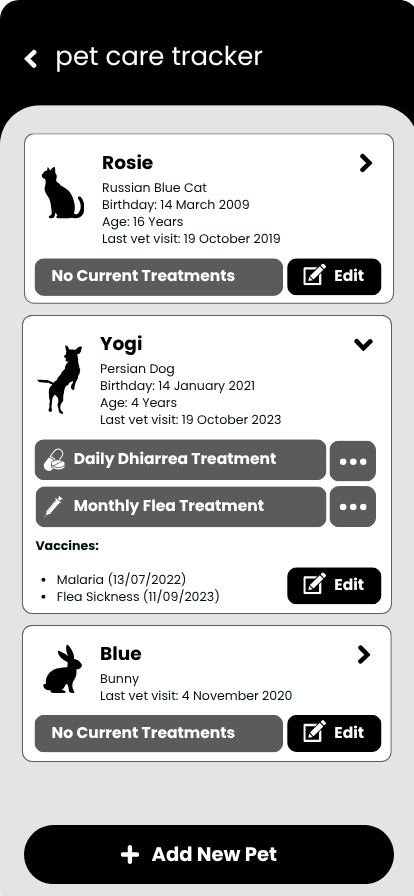 pet care tracker
Rosie
Russian Blue Cat
Birthday: 14 March 2009
Age: 16 Years
Last vet visit: 19 October 2019
No Current Treatments
Edit
Yogi
Persian Dog
Birthday: 14 January 2021
Age: 4 Years
Last vet visit: 19 October 2023
Daily Dhiarrea Treatment
Monthly Flea Treatment
Vaccines:
• Malaria (13/07/2022)
• Flea Sickness (11/09/2023)
Edit
Blue
Bunny
Last vet visit: 4 November 2020
No Current Treatments
Edit
Add New Pet